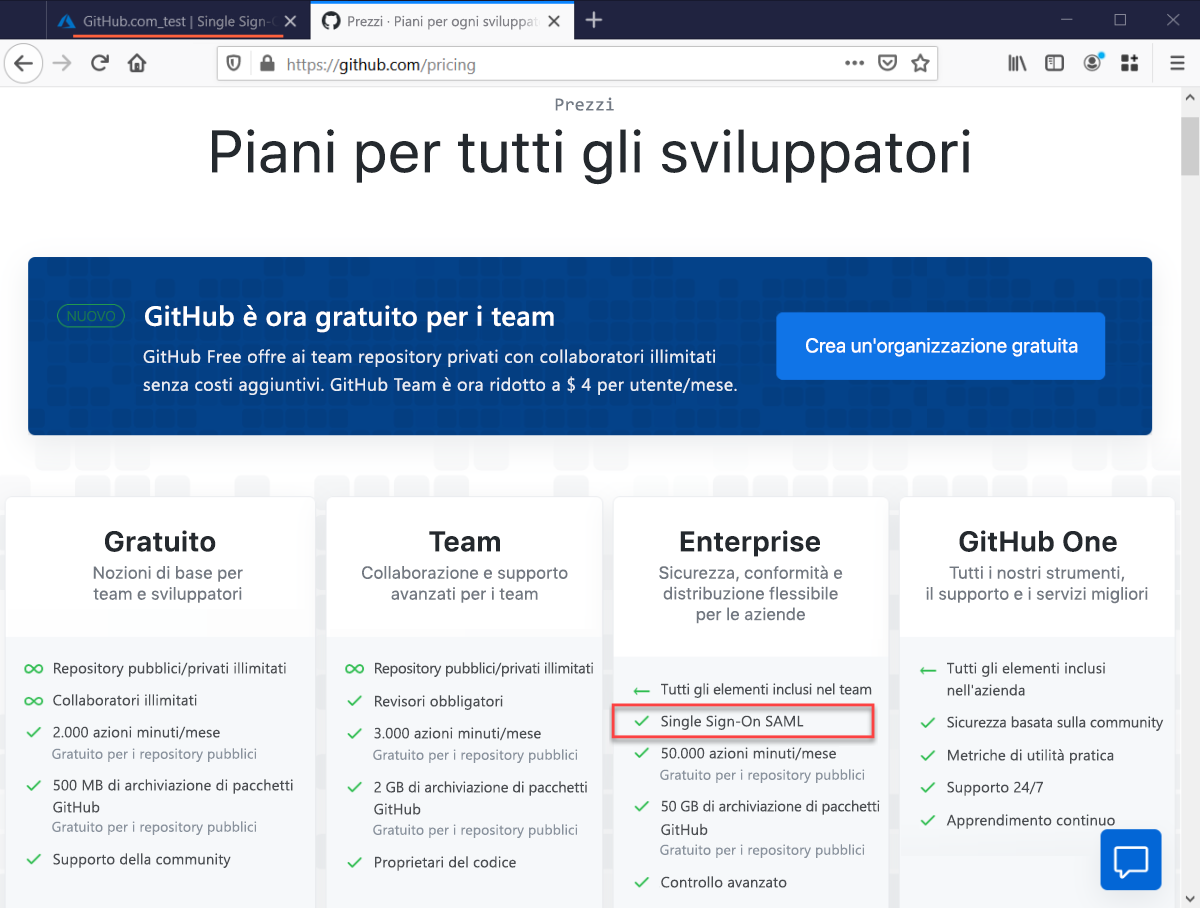 GitHub.com_test | Single Sign-
Prezzi · Piani per ogni sviluppat
https://github.com/pricing
Prezzi
Piani per tutti gli sviluppatori
NUOVO
GitHub è ora gratuito per i team
GitHub Free offre ai team repository privati con collaboratori illimitati
senza costi aggiuntivi. GitHub Team è ora ridotto a $ 4 per utente/mese.
Crea un'organizzazione gratuita
Gratuito
Nozioni di base per
team e sviluppatori
Repository pubblici/privati illimitati
Collaboratori illimitati
2.000 azioni minuti/mese
Gratuito per i repository pubblici
500 MB di archiviazione di pacchetti
GitHub
Gratuito per i repository pubblici
Supporto della community
Team
Collaborazione e supporto
avanzati per i team
Repository pubblici/privati illimitati
Revisori obbligatori
3.000 azioni minuti/mese
Gratuito per i repository pubblici
2 GB di archiviazione di pacchetti
GitHub
Gratuito per i repository pubblici
Proprietari del codice
Enterprise
Sicurezza, conformità e
distribuzione flessibile
per le aziende
Tutti gli elementi inclusi nel team
Single Sign-On SAML
50.000 azioni minuti/mese
Gratuito per i repository pubblici
50 GB di archiviazione di pacchetti
GitHub
Gratuito per i repository pubblici
Controllo avanzato
GitHub One
Tutti i nostri strumenti,
il supporto e i servizi migliori
Tutti gli elementi inclusi
nell'azienda
Sicurezza basata sulla community
Metriche di utilità pratica
Supporto 24/7
Apprendimento continuo